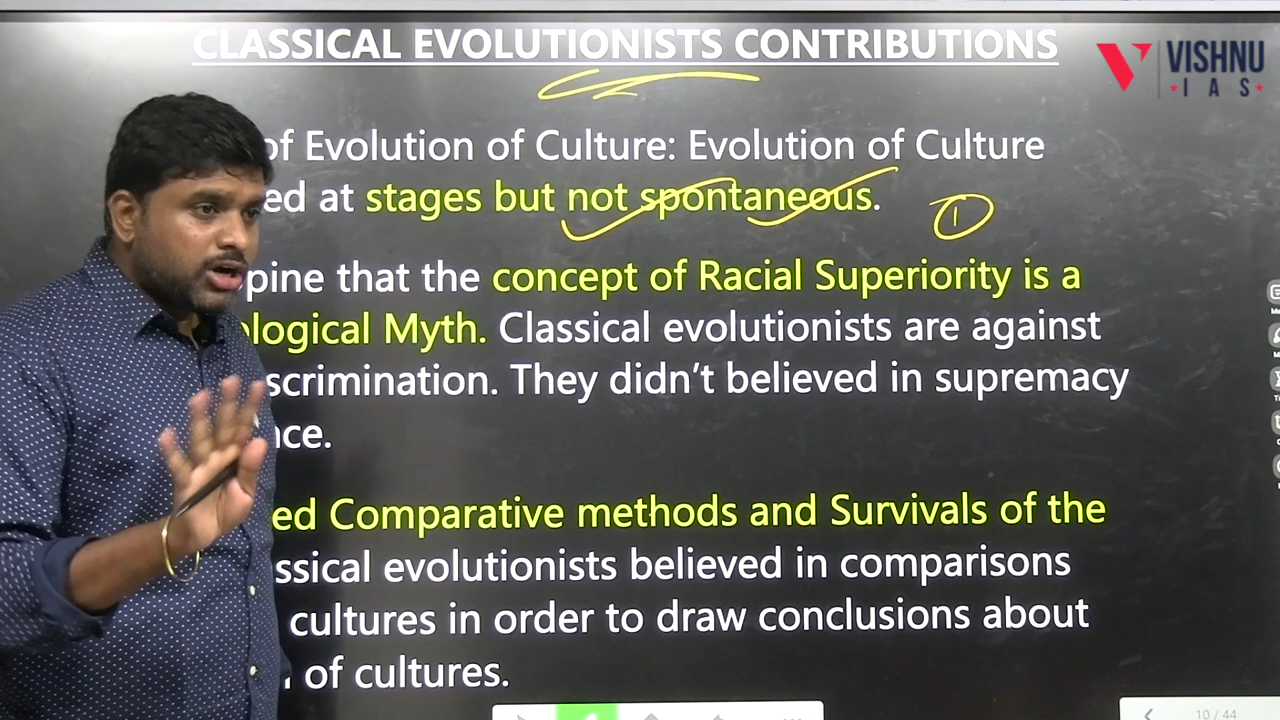 CLASSICAL EVOLUTIONISTS CONTRIBUTIONS
VISHNU
IAS
of Evolution of Culture: Evolution of Culture
ed at stages but not spontaneous.
1
pine that the concept of Racial Superiority is a
ological Myth. Classical evolutionists are against
scrimination. They didn't believed in supremacy
nce.
ed Comparative methods and Survivals of the
ssical evolutionists believed in comparisons
cultures in order to draw conclusions about
of cultures.
10 / 44